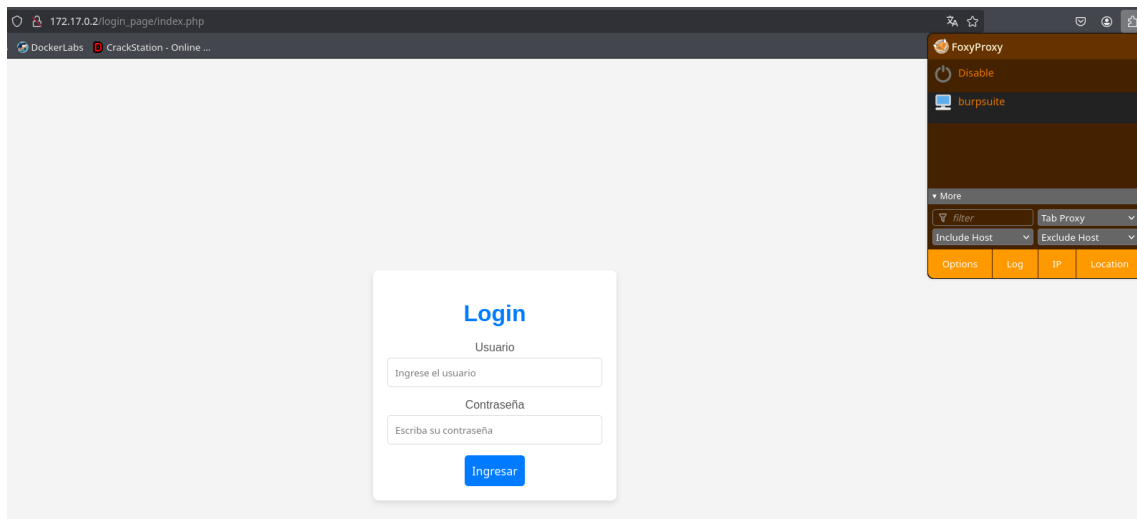 172.17.0.2/login_page/index.php
DockerLabs CrackStation - Online ...
FoxyProxy
Disable
burpsuite
More
filter Tab Proxy
Include Host Exclude Host
Options Log IP Location
Login
Usuario
Ingrese el usuario
Contraseña
Escriba su contraseña
Ingresar